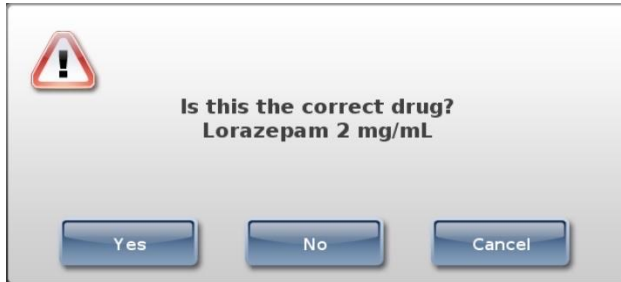 Is this the correct drug?
Lorazepam 2 mg/mL
Yes No Cancel